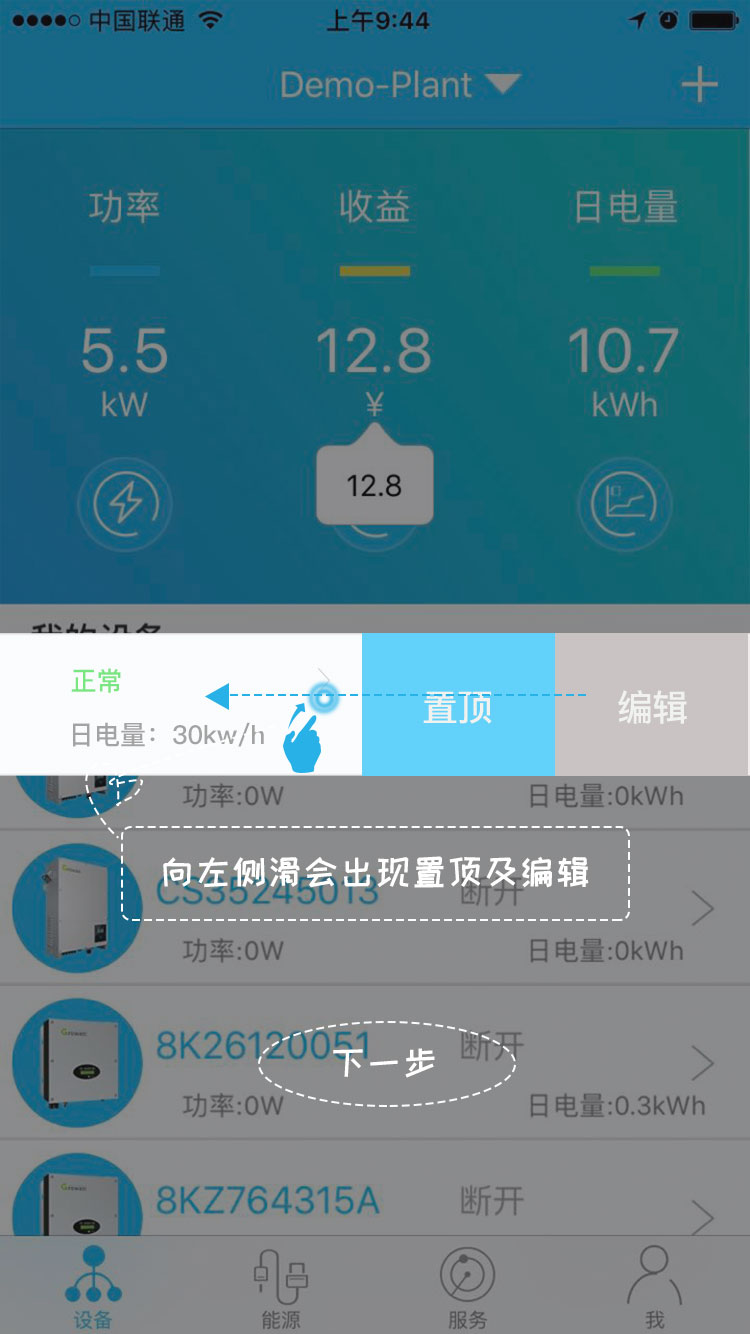 中国联通
上午9:44
Demo-Plant
功率
收益
日电量
5.5
12.8
10.7
kW
¥
kWh
12.8
我的设备
正常
日电量：30kw/h
置顶
编辑
功率:0W
日电量:0kWh
向左侧滑会出现置顶及编辑
CS35245013
断开
功率:0W
日电量:0kWh
8K26120051
断开
下一步
功率:0W
日电量:0.3kWh
8KZ764315A
断开
设备
能源
服务
我